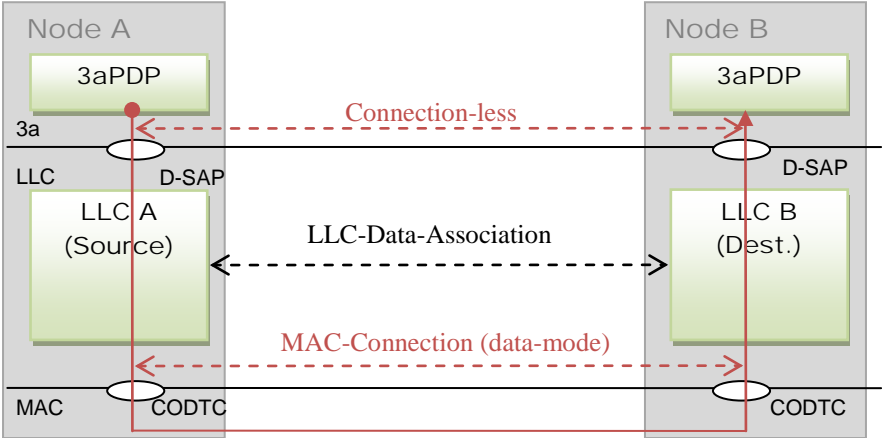 Node A
Node B
3aPDP
3aPDP
Connection-less
3a
LLC
D-SAP
D-SAP
LLC A
(Source)
LLC B
(Dest.)
LLC-Data-Association
MAC-Connection (data-mode)
MAC
CODTC
CODTC